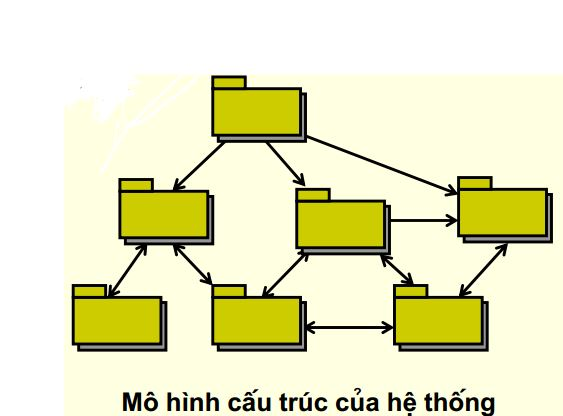 Mô hình cấu trúc của hệ thống